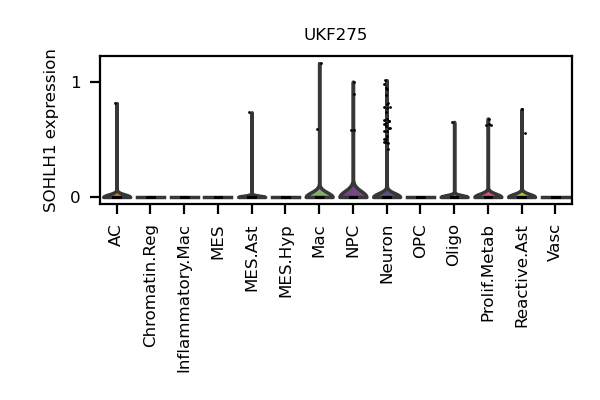 UKF275
SOHLH1 expression
1
0
AC
Chromatin.Reg
Inflammatory.Mac
MES
MES.Ast
MES.Hyp
Mac
NPC
Neuron
OPC
Oligo
Prolif.Metab
Reactive.Ast
Vasc